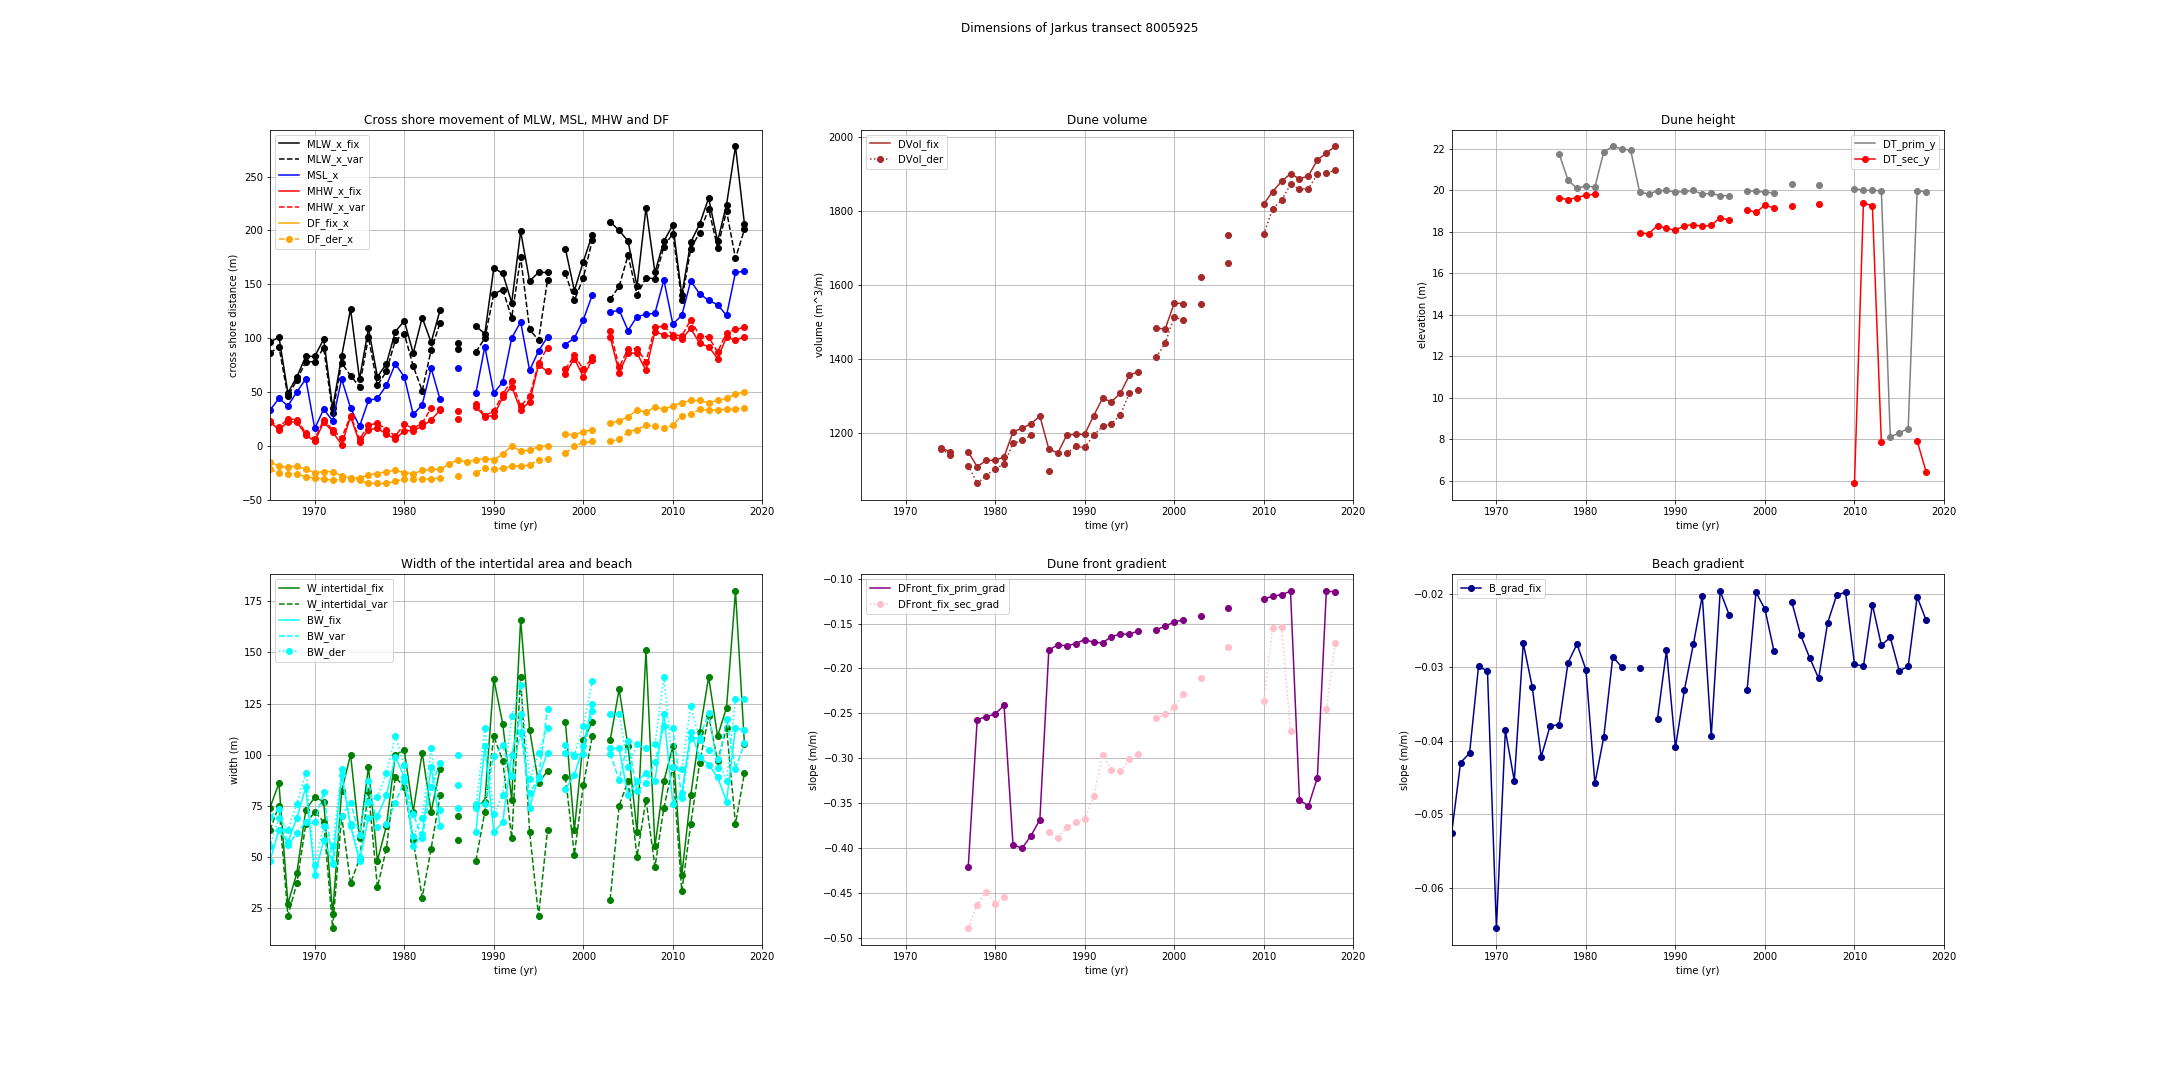 Dimensions of Jarkus transect 8005925
Cross shore movement of MLW, MSL, MHW and DF
cross shore distance (m)
250
200
150
100
50
0
−50
MLW_x_fix
MLW_x_var
MSL_x
MHW_x_fix
MHW_x_var
DF_fix_x
DF_der_x
1970 1980 1990 2000 2010 2020
time (yr)
Dune volume
volume (m^3/m)
2000
1800
1600
1400
1200
DVol_fix
DVol_der
1970 1980 1990 2000 2010 2020
time (yr)
Dune height
elevation (m)
22
20
18
16
14
12
10
8
6
DT_prim_y
DT_sec_y
1970 1980 1990 2000 2010 2020
time (yr)
Width of the intertidal area and beach
width (m)
175
150
125
100
75
50
25
W_intertidal_fix
W_intertidal_var
BW_fix
BW_var
BW_der
1970 1980 1990 2000 2010 2020
time (yr)
Dune front gradient
slope (m/m)
−0.10
−0.15
−0.20
−0.25
−0.30
−0.35
−0.40
−0.45
−0.50
DFront_fix_prim_grad
DFront_fix_sec_grad
1970 1980 1990 2000 2010 2020
time (yr)
Beach gradient
slope (m/m)
−0.02
−0.03
−0.04
−0.05
−0.06
B_grad_fix
1970 1980 1990 2000 2010 2020
time (yr)